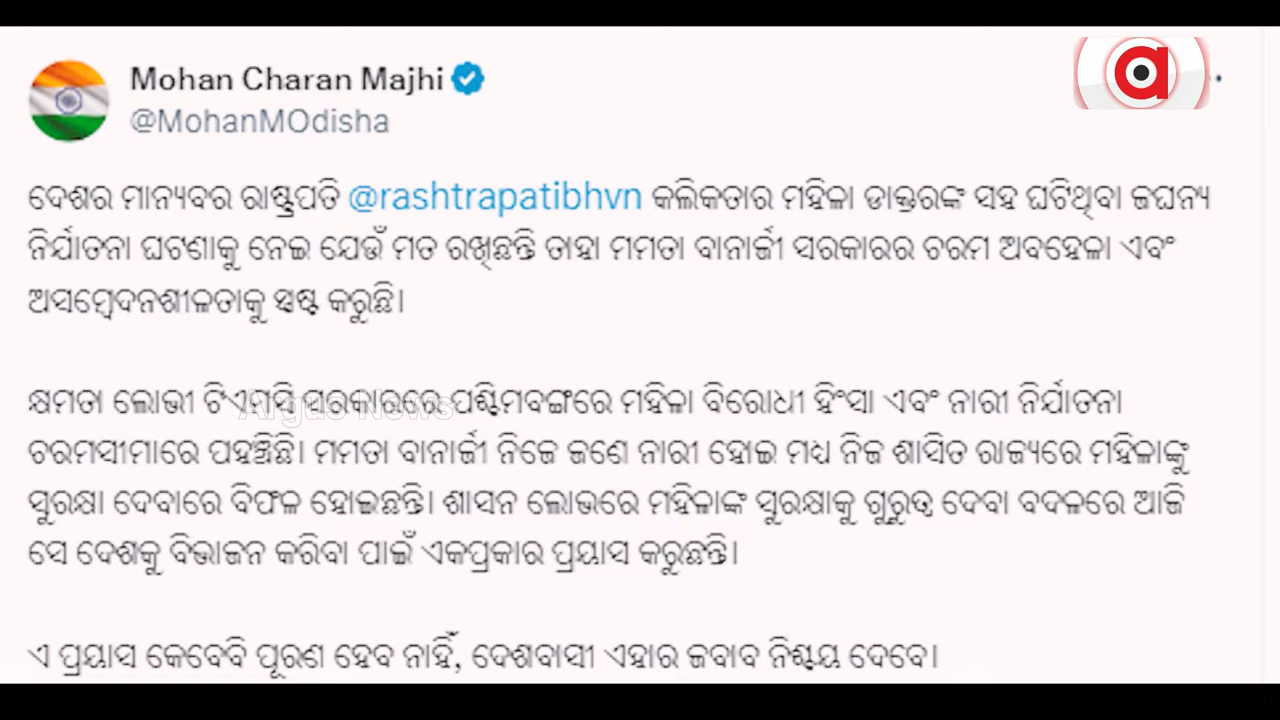 Mohan Charan Majhi
@MohanMOdisha
ଦେଶର ମାନ୍ୟବର ରାଷ୍ଟ୍ରପତି @rashtrapatibhvn କଲିକତାର ମହିଳା ଡାକ୍ତରଙ୍କ ସହ ଘଟିଥିବା ଜଘନ୍ୟ
ନିର୍ଯାତନା ଘଟଣାକୁ ନେଇ ଯେଉଁ ମତ ରଖିଛନ୍ତି ତାହା ମମତା ବାନାର୍ଜୀ ସରକାରର ଚରମ ଅବହେଳା ଏବଂ
ଅସମ୍ବେଦନଶୀଳତାକୁ ସ୍ପଷ୍ଟ କରୁଛି।
କ୍ଷମତା ଲୋଭୀ ଟିଏମସି ସରକାରରେ ପଶ୍ଚିମବଙ୍ଗରେ ମହିଳା ବିରୋଧୀ ହିଂସା ଏବଂ ନାରୀ ନିର୍ଯାତନା
Argus News
ଚରମସୀମାରେ ପହଞ୍ଚିଛି। ମମତା ବାନାର୍ଜୀ ନିଜେ ଜଣେ ନାରୀ ହୋଇ ମଧ୍ୟ ନିଜ ଶାସିତ ରାଜ୍ୟରେ ମହିଳାଙ୍କୁ
ସୁରକ୍ଷା ଦେବାରେ ବିଫଳ ହୋଇଛନ୍ତି। ଶାସନ ଲୋଭରେ ମହିଳାଙ୍କ ସୁରକ୍ଷାକୁ ଗୁରୁତ୍ୱ ଦେବା ବଦଳରେ ଆଜି
ସେ ଦେଶକୁ ବିଭାଜନ କରିବା ପାଇଁ ଏକପ୍ରକାର ପ୍ରୟାସ କରୁଛନ୍ତି।
ଏ ପ୍ରୟାସ କେବେବି ପୂରଣ ହେବ ନାହିଁ, ଦେଶବାସୀ ଏହାର ଜବାବ ନିଶ୍ଚୟ ଦେବେ।